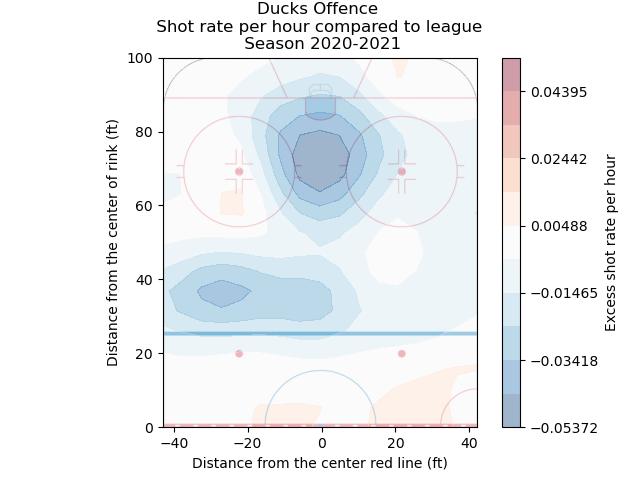 Ducks Offence
Shot rate per hour compared to league
Season 2020-2021
100
80
60
40
20
0
−40
−20
0
20
40
Distance from the center of rink (ft)
Distance from the center red line (ft)
0.04395
0.02442
0.00488
−0.01465
−0.03418
−0.05372
Excess shot rate per hour